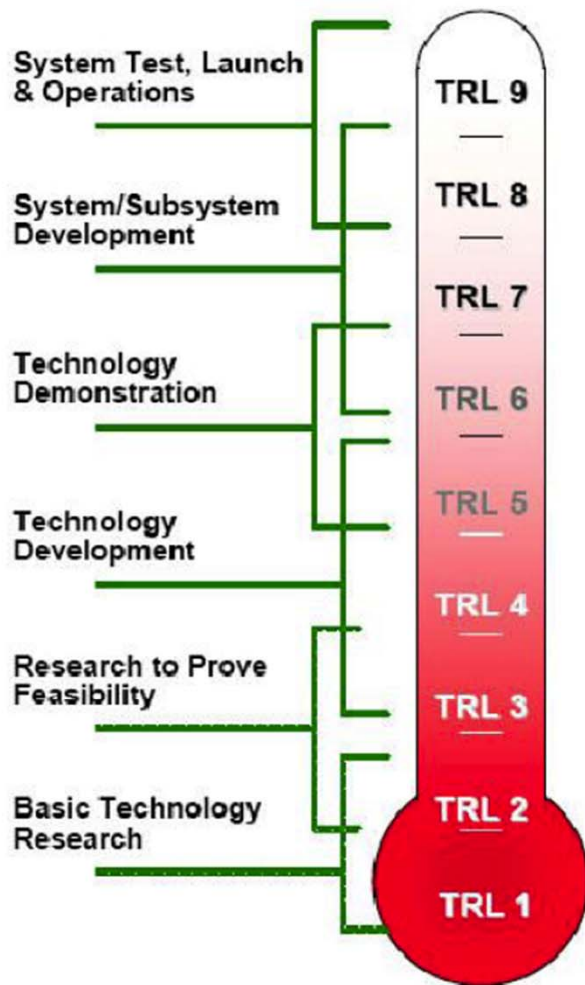 System Test, Launch
& Operations
System/Subsystem
Development
Technology
Demonstration
Technology
Development
Research to Prove
Feasibility
Basic Technology
Research
TRL 9
TRL 8
TRL 7
TRL 6
TRL 5
TRL 4
TRL 3
TRL 2
TRL 1